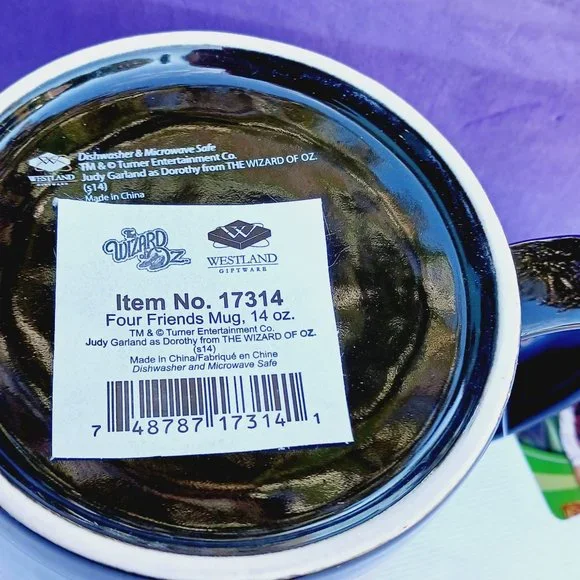 Dishwasher & Microwave Safe
TM & © Turner Entertainment Co.
WESTLAND
GIFTWARE
Judy Garland as Dorothy from THE WIZARD OF OZ.
(s14)
Made in China
The
WIZARD
of OZ
W
WESTLAND
GIFTWARE
Item No. 17314
Four Friends Mug, 14 oz.
TM & © Turner Entertainment Co.
Judy Garland as Dorothy from THE WIZARD OF OZ.
(s14)
Made in China/Fabriqué en Chine
Dishwasher and Microwave Safe
7 48787 17314 1